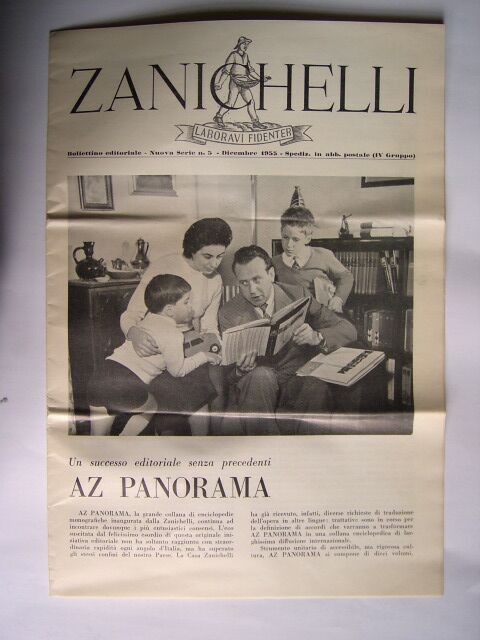 ZANICHELLI
LABORAVI FIDENTER
Bollettino editoriale - Nuova Serie n. 5 - Dicembre 1955 - Spediz. in abb. postale (IV Gruppo)
Un successo editoriale senza precedenti
AZ PANORAMA
AZ PANORAMA, la grande collana di enciclopedie
monografiche inaugurata dalla Zanichelli, continua ad
incontrare dovunque i più entusiastici consensi. L'eco
suscitata dal felicissimo esordio di questa originale ini-
ziativa editoriale non ha soltanto raggiunto con straor-
dinaria rapidità ogni angolo d'Italia, ma ha superato
gli stessi confini del nostro Paese. La Casa Zanichelli
ha già ricevuto, infatti, diverse richieste di traduzione
dell'opera in altre lingue; trattative sono in corso per
la definizione di accordi che varranno a trasformare
AZ PANORAMA in una collana enciclopedica di lar-
ghissima diffusione internazionale.
Strumento unitario di accessibile, ma rigorosa cul-
tura, AZ PANORAMA si compone di dieci volumi,